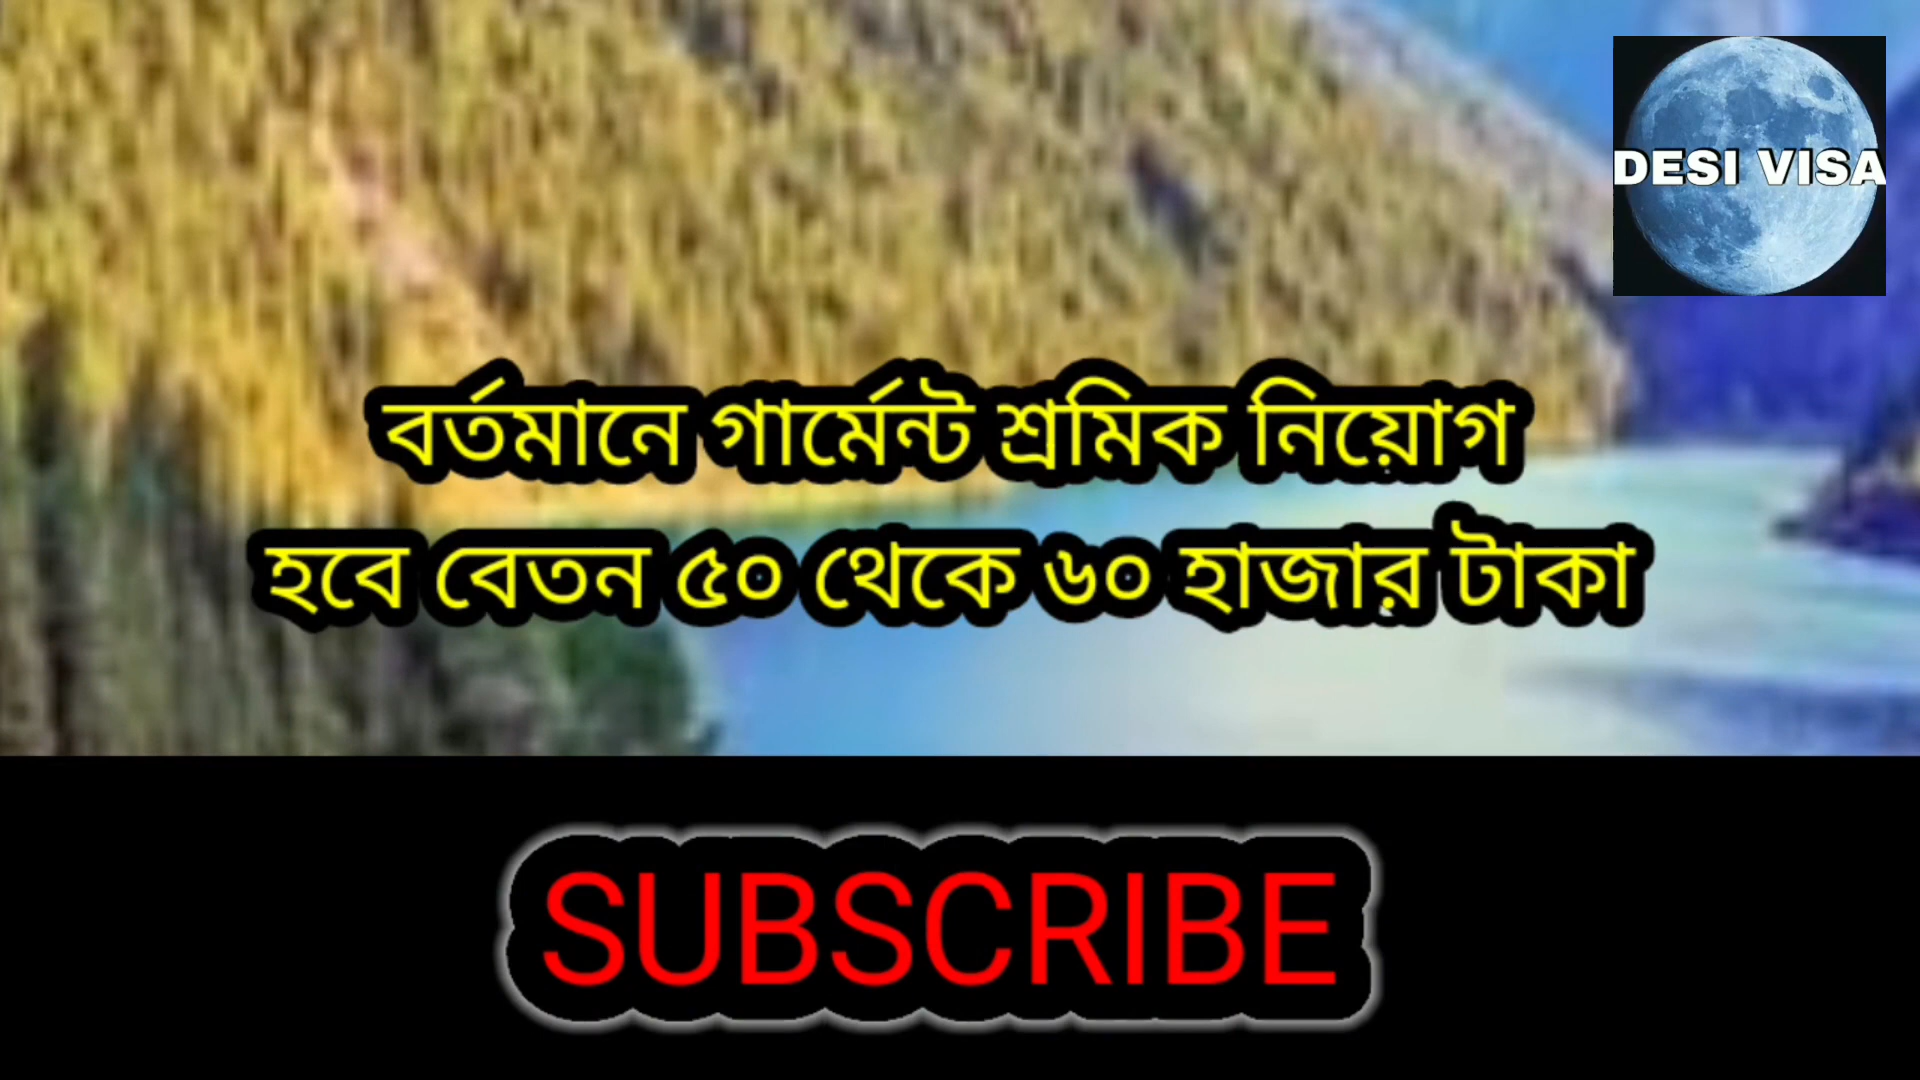 DESI VISA
বর্তমানে গার্মেন্ট শ্রমিক নিয়োগ
হবে বেতন ৫০ থেকে ৬০ হাজার টাকা
SUBSCRIBE